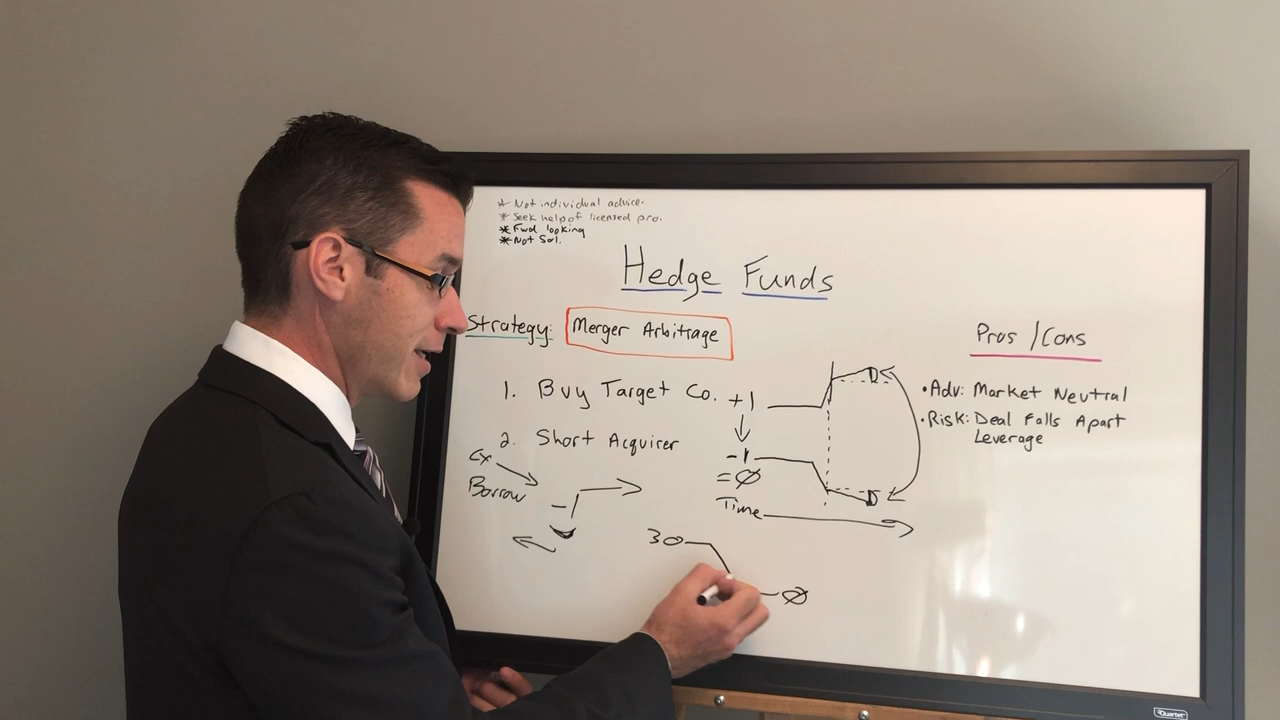 * Not individual advice.
* Seek help of licensed pro.
* Fwd looking
* Not Sol.
Hedge Funds
Strategy: Merger Arbitrage
1. Buy Target Co. +1
2. Short Acquirer
-1
=Ø
Borrow
-
Time
30
Ø
Pros/Cons
• Adv: Market Neutral
• Risk: Deal Falls Apart
Leverage
Quartet